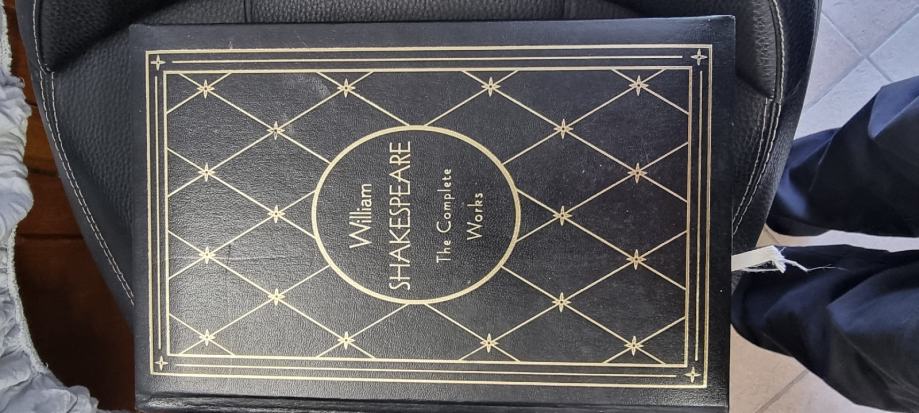 William
SHAKESPEARE
The Complete
Works